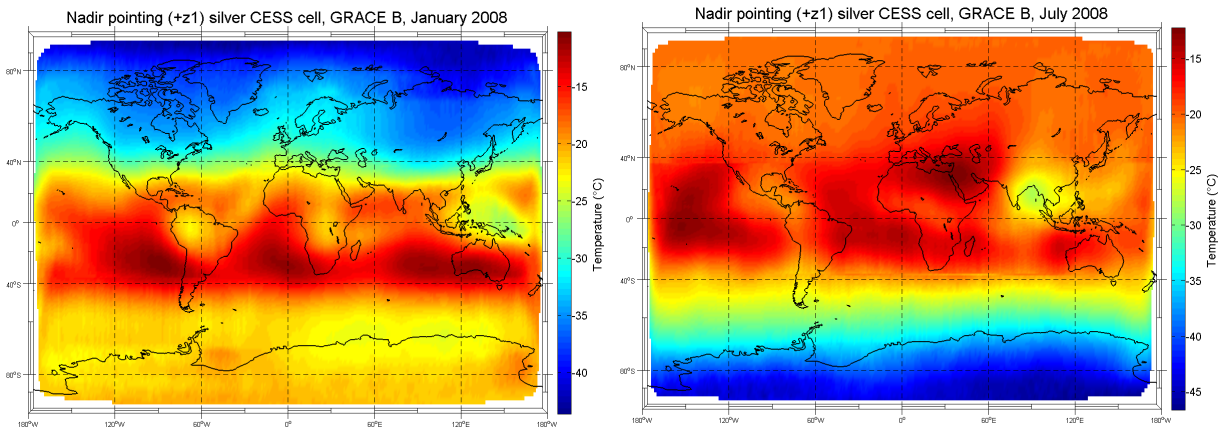 Nadir pointing (+z1) silver CESS cell, GRACE B, January 2008
80°N
40°N
0°
40°S
80°S
180°W
120°W
60°W
0°E
60°E
120°E
180°W
-15
-20
-25
-30
-35
-40
Temperature (°C)
Nadir pointing (+z1) silver CESS cell, GRACE B, July 2008
80°N
40°N
0°
40°S
80°S
180°W
120°W
60°W
0°E
60°E
120°E
180°W
-15
-20
-25
-30
-35
-40
-45
Temperature (°C)